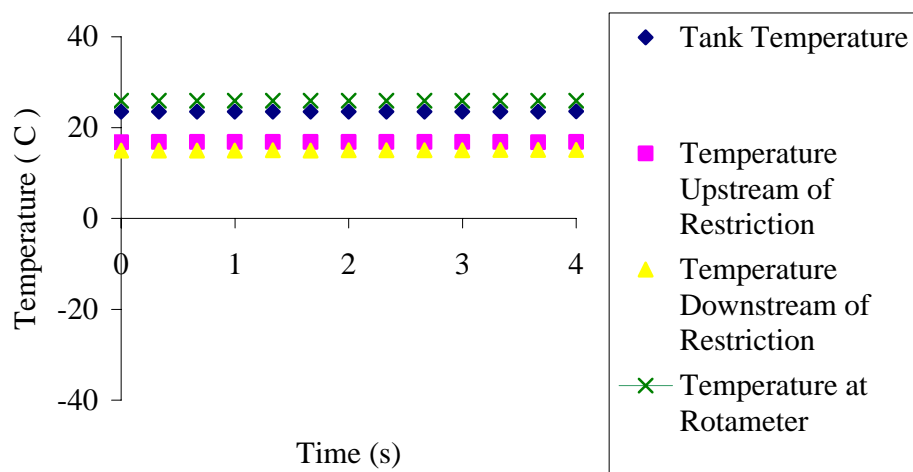 40
20
0
-20
-40
0
1
2
3
4
Temperature ( C )
Time (s)
Tank Temperature
Temperature
Upstream of
Restriction
Temperature
Downstream of
Restriction
Temperature at
Rotameter